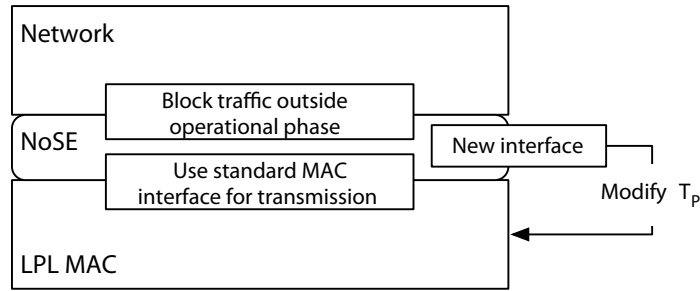 Network
Block traffic outside
operational phase
NoSE
New interface
Use standard MAC
interface for transmission
Modify T_P
LPL MAC